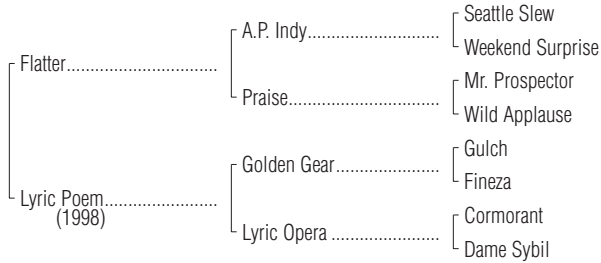 Seattle Slew
A.P. Indy..............................
Weekend Surprise
Flatter..................................
Mr. Prospector
Praise..................................
Wild Applause
Gulch
Golden Gear.......................
Fineza
Lyric Poem.........................
(1998)
Cormorant
Lyric Opera ........................
Dame Sybil